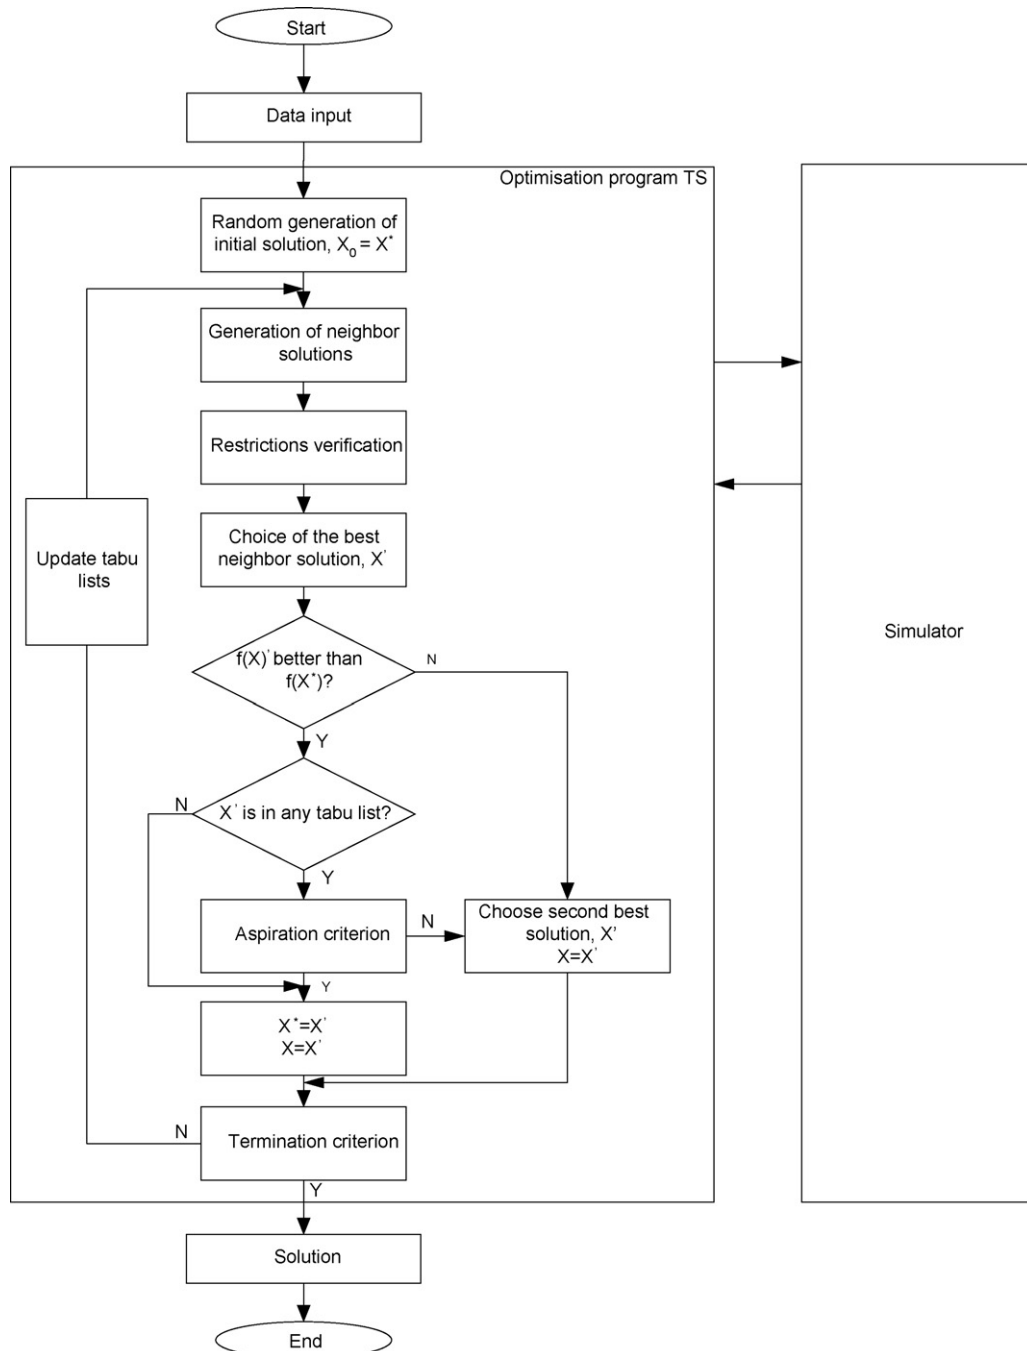 Start
Data input
Optimisation program TS
Random generation of
initial solution, X₀ = X*
Generation of neighbor
solutions
Restrictions verification
Choice of the best
neighbor solution, X'
Update tabu
lists
Simulator
f(X)' better than
f(X*)?
N
Y
X' is in any tabu list?
N
Y
Aspiration criterion
N
Choose second best
solution, X'
X=X'
Y
X*=X'
X=X'
Termination criterion
N
Y
Solution
End